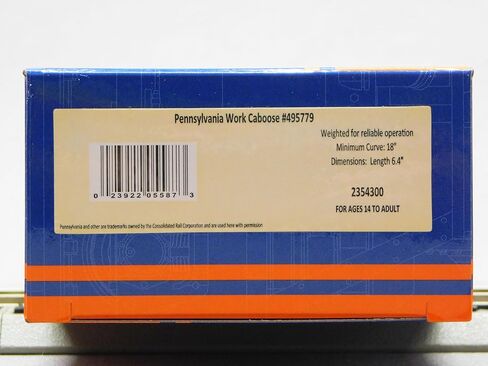 Pennsylvania Work Caboose #495779
Weighted for reliable operation
Minimum Curve: 18"
Dimensions: Length 6.4"
0 23922 05587 3
2354300
FOR AGES 14 TO ADULT
Pennsylvania and other are trademarks owned by the Consolidated Rail Corporation and are used here with permission